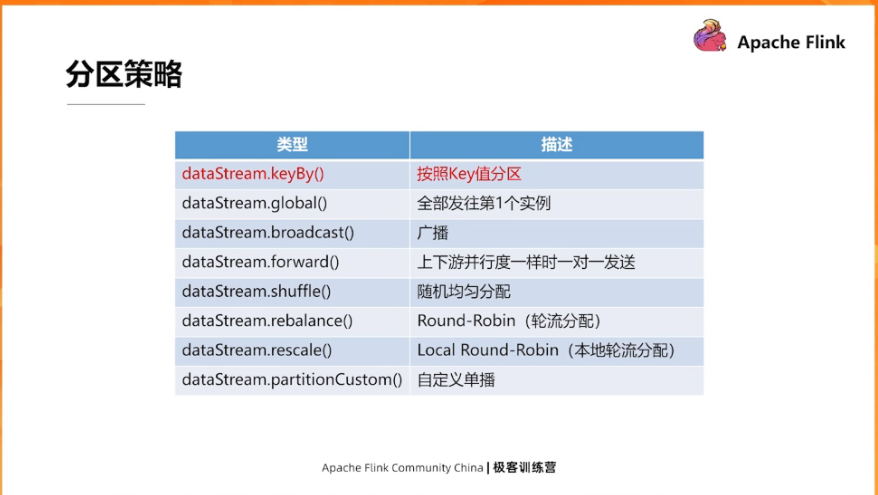 Apache Flink
分区策略
类型 描述
dataStream.keyBy() 按照Key值分区
dataStream.global() 全部发往第1个实例
dataStream.broadcast() 广播
dataStream.forward() 上下游并行度一样时一对一发送
dataStream.shuffle() 随机均匀分配
dataStream.rebalance() Round-Robin（轮流分配）
dataStream.rescale() Local Round-Robin（本地轮流分配）
dataStream.partitionCustom() 自定义单播
Apache Flink Community China | 极客训练营